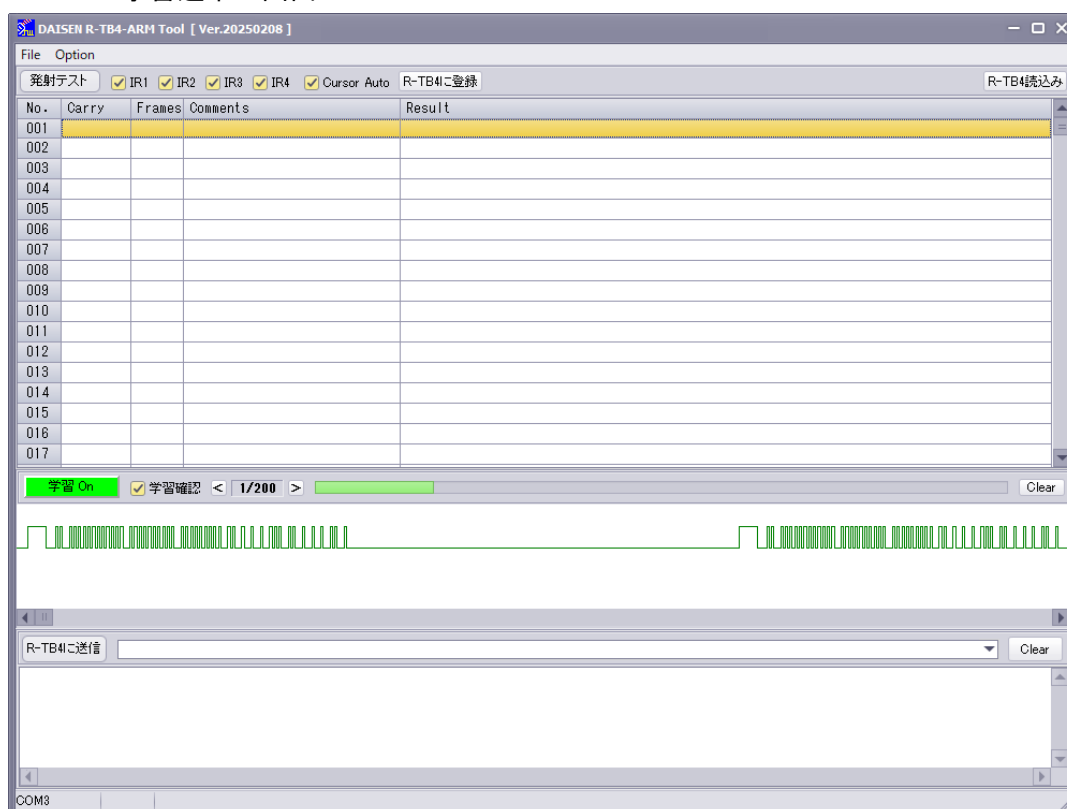 DAISEN R-TB4-ARM Tool [ Ver.20250208 ]
File Option
発射テスト IR1 IR2 IR3 IR4 Cursor Auto R-TB4に登録 R-TB4読込み
No. Carry Frames Comments Result
001
002
003
004
005
006
007
008
009
010
011
012
013
014
015
016
017
学習 On 学習確認 < 1/200 > Clear
R-TB4に送信 Clear
COM3